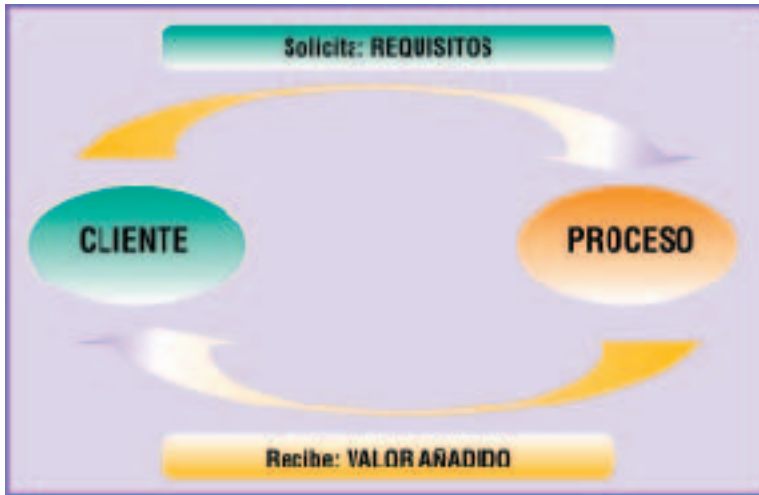 Solicita: REQUISITOS
CLIENTE
PROCESO
Recibe: VALOR AÑADIDO